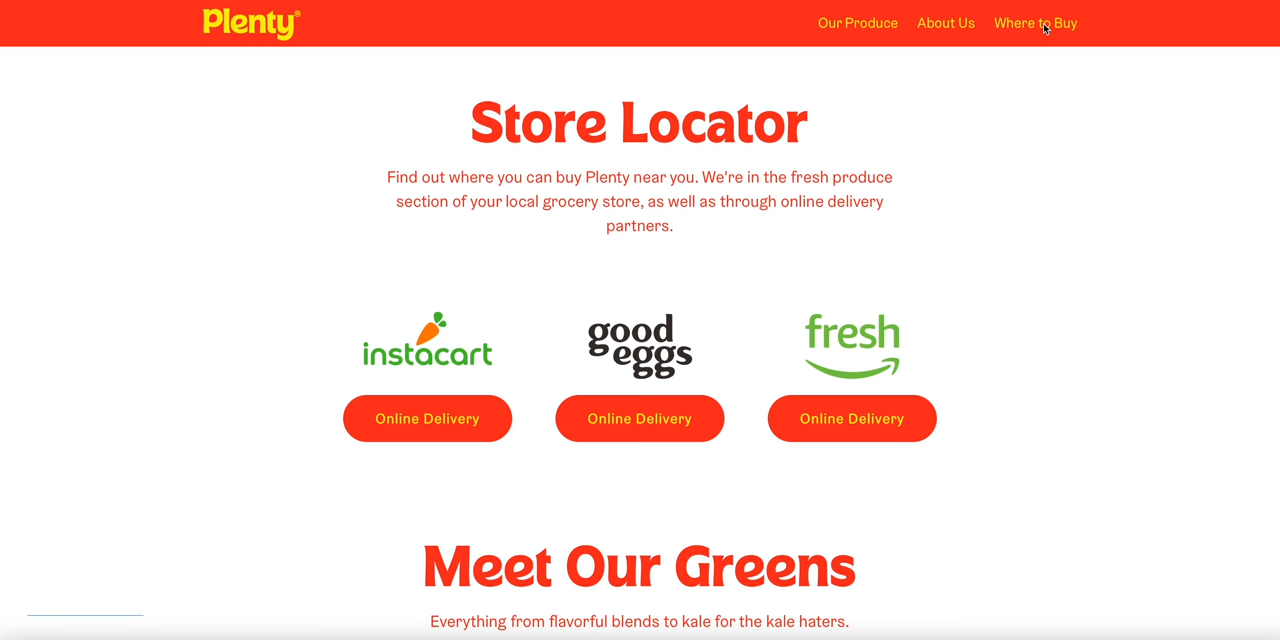 Plenty®
Our Produce About Us Where to Buy
Store Locator
Find out where you can buy Plenty near you. We're in the fresh produce
section of your local grocery store, as well as through online delivery
partners.
instacart
good
eggs
fresh
Online Delivery
Online Delivery
Online Delivery
Meet Our Greens
Everything from flavorful blends to kale for the kale haters.